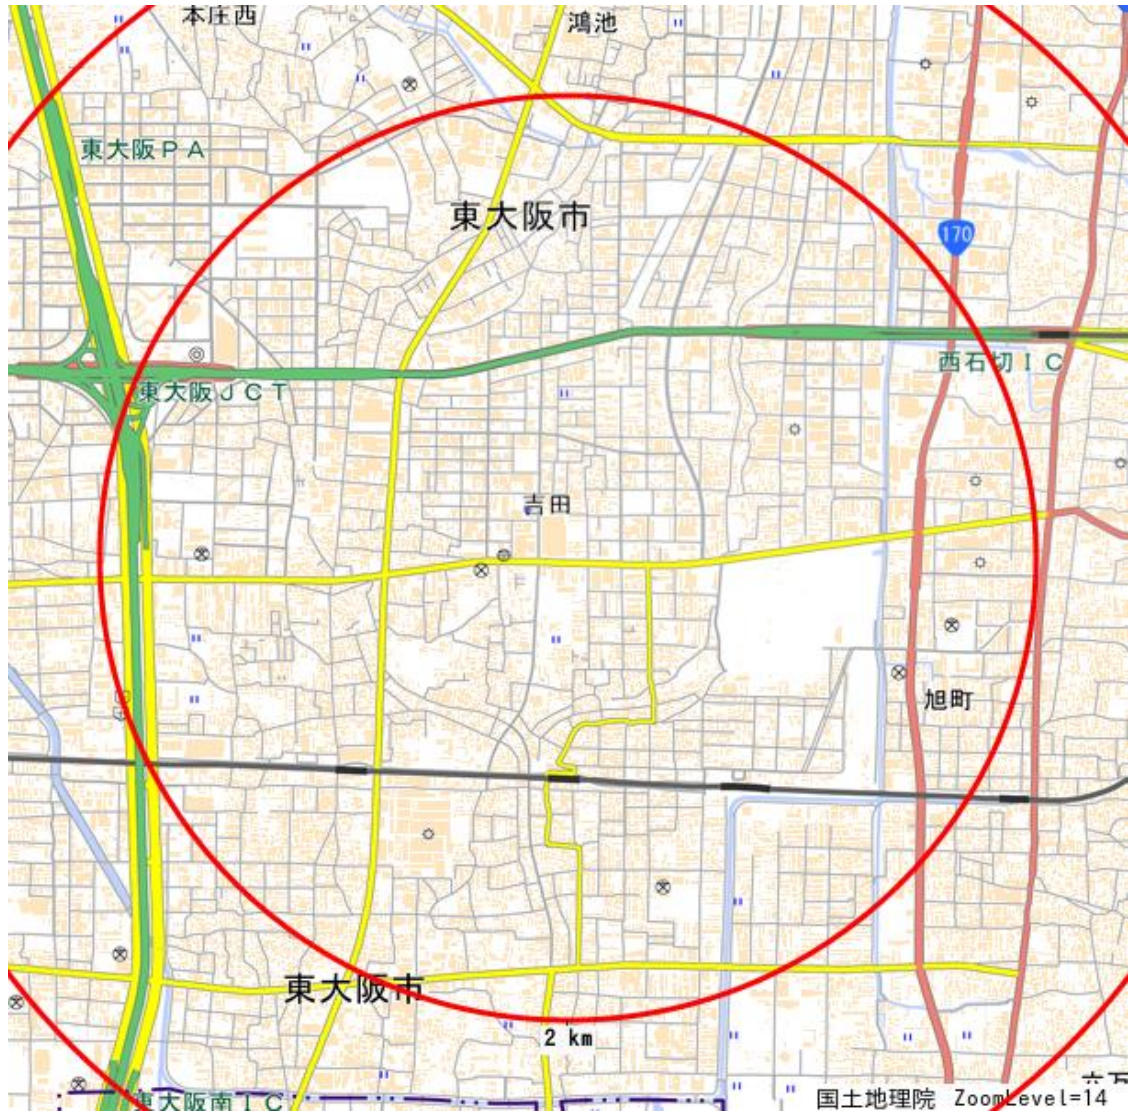 本庄西
鴻池
東大阪ＰＡ
東大阪市
170
西石切ＩＣ
東大阪ＪＣＴ
吉田
旭町
東大阪市
2 km
東大阪南ＩＣ
国土地理院 ZoomLevel=14